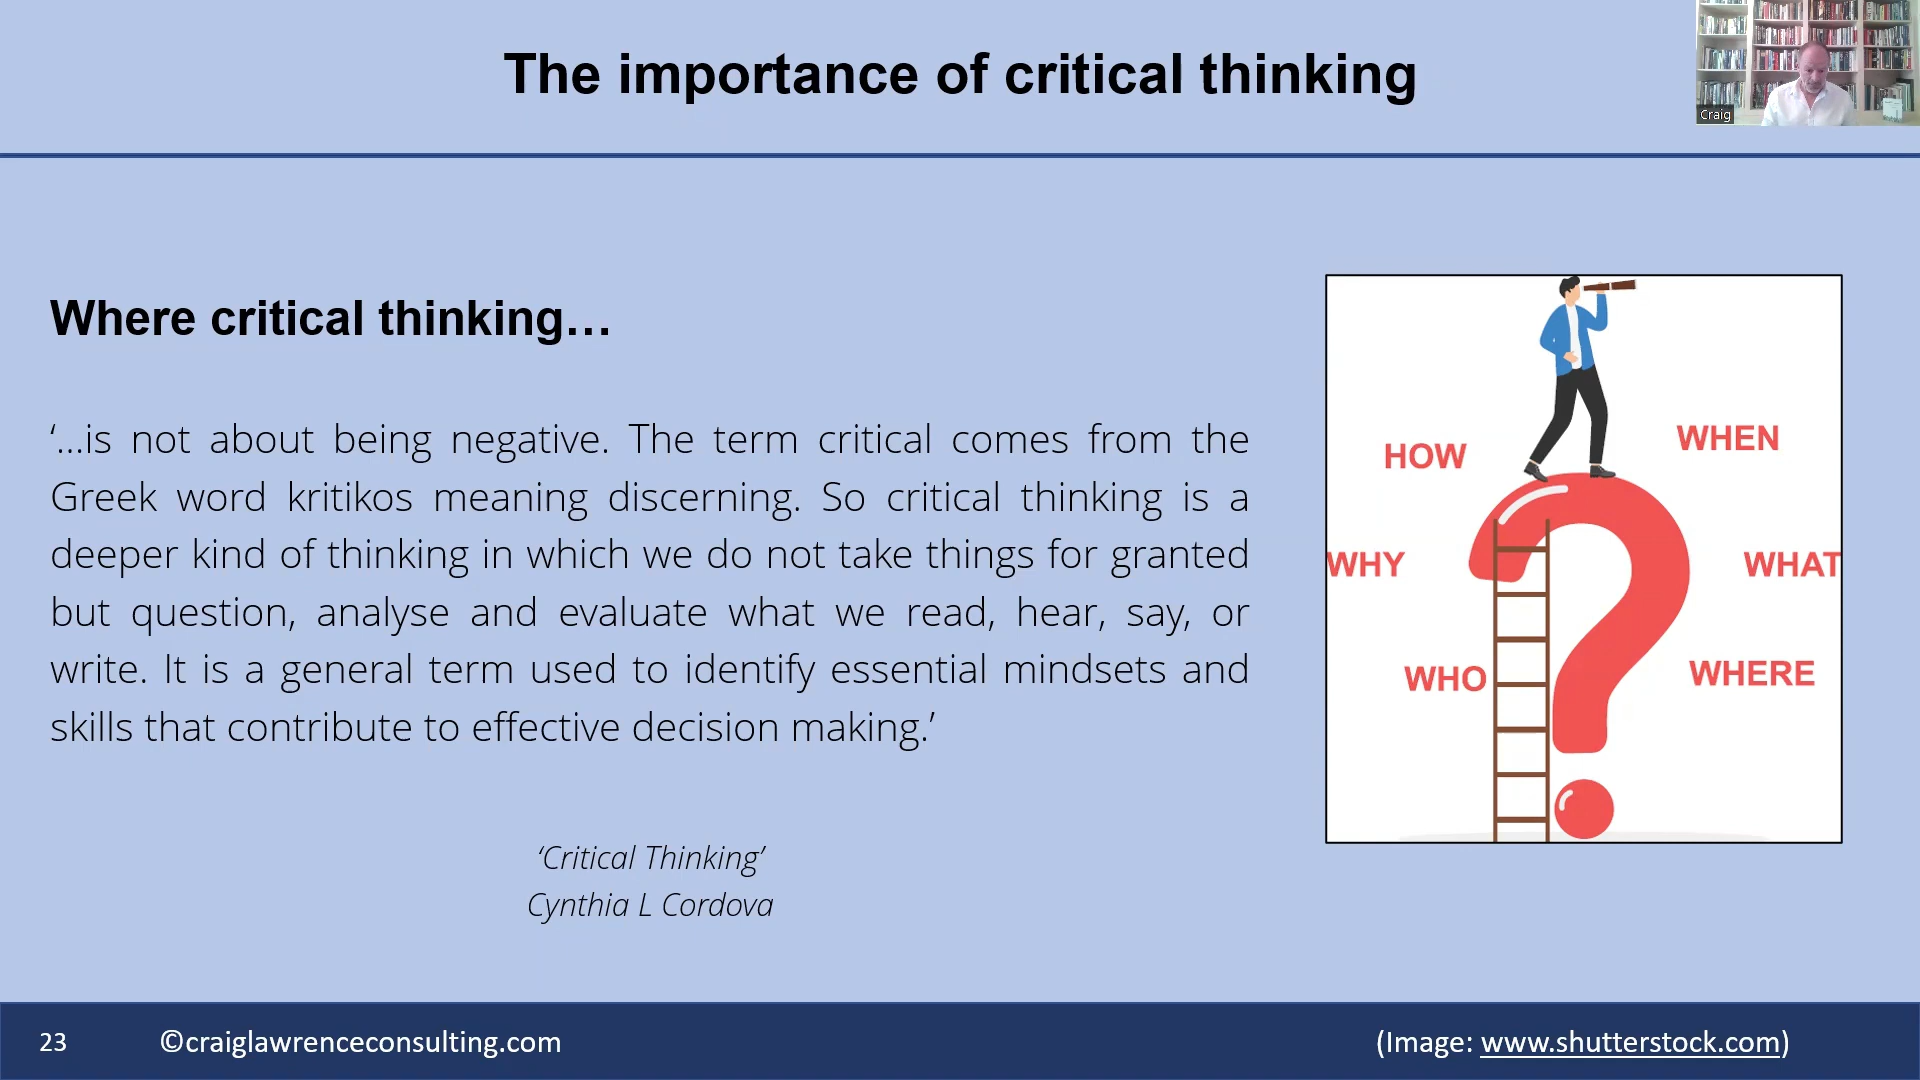 The importance of critical thinking
Craig
Where critical thinking…
‘…is not about being negative. The term critical comes from the
Greek word kritikos meaning discerning. So critical thinking is a
deeper kind of thinking in which we do not take things for granted
but question, analyse and evaluate what we read, hear, say, or
write. It is a general term used to identify essential mindsets and
skills that contribute to effective decision making.’
‘Critical Thinking’
Cynthia L Cordova
HOW
WHEN
WHY
WHAT
WHO
WHERE
23
©craiglawrenceconsulting.com
(Image: www.shutterstock.com)